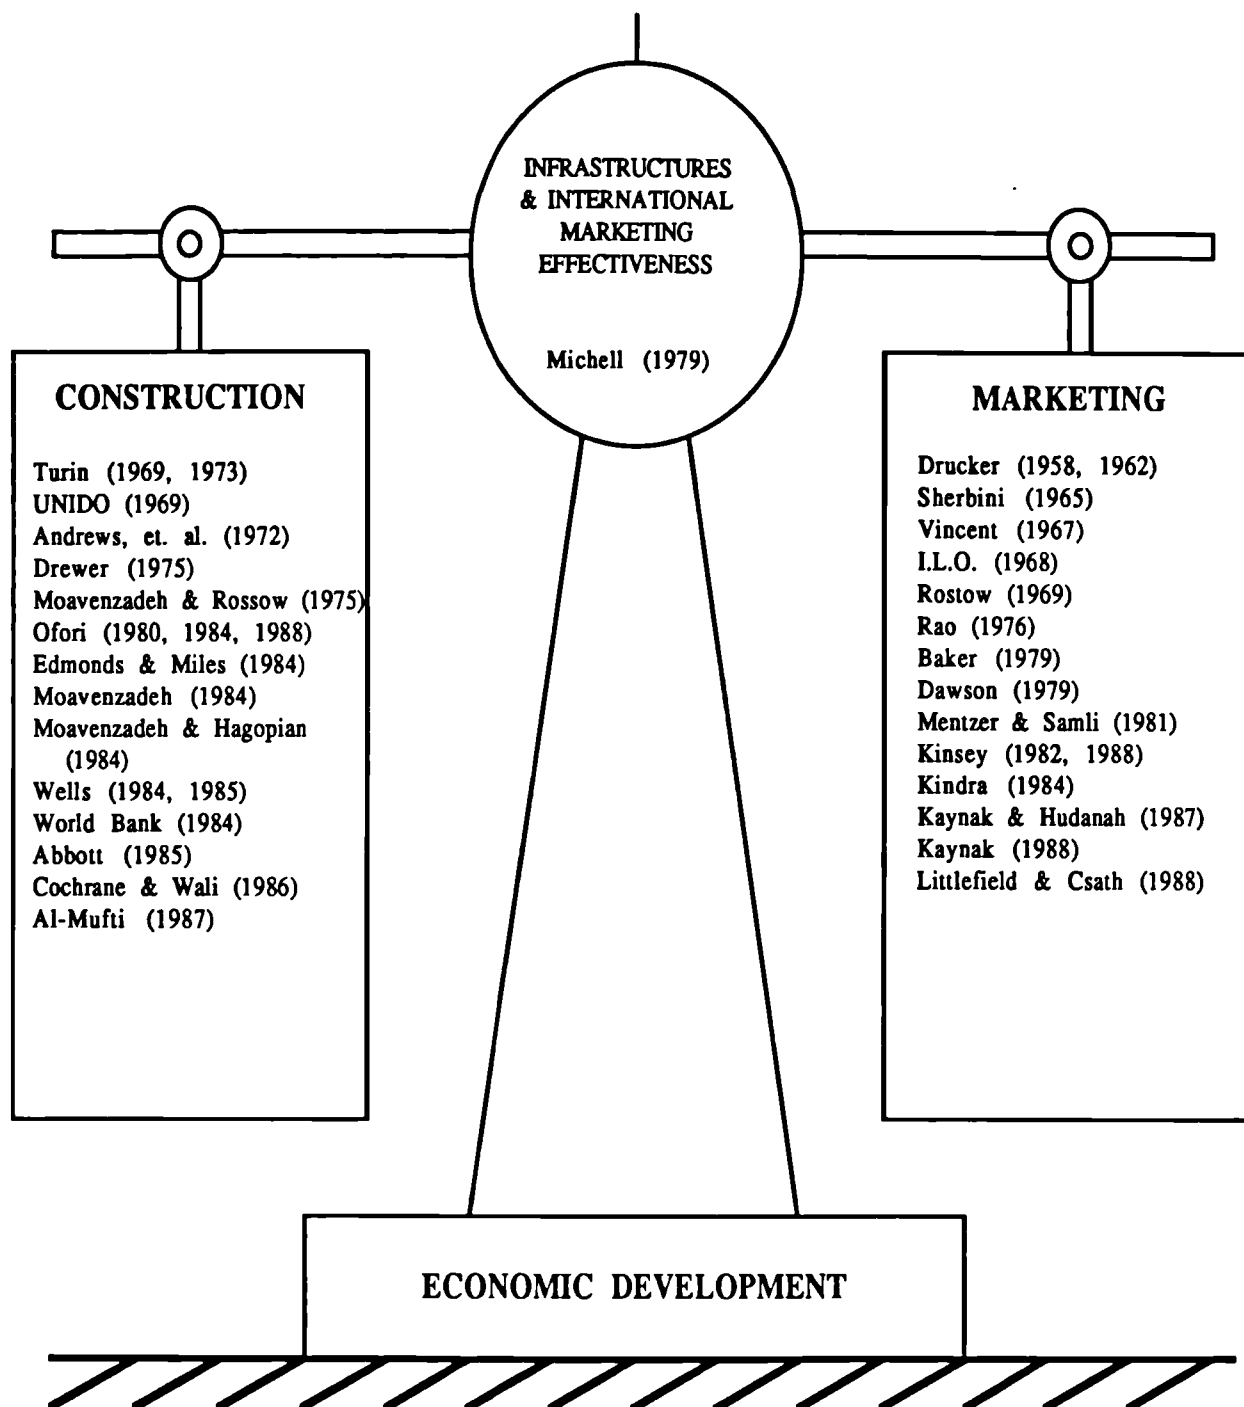 INFRASTRUCTURES
& INTERNATIONAL
MARKETING
EFFECTIVENESS
Michell (1979)
CONSTRUCTION
Turin (1969, 1973)
UNIDO (1969)
Andrews, et. al. (1972)
Drewer (1975)
Moavenzadeh & Rossow (1975)
Ofori (1980, 1984, 1988)
Edmonds & Miles (1984)
Moavenzadeh (1984)
Moavenzadeh & Hagopian
(1984)
Wells (1984, 1985)
World Bank (1984)
Abbott (1985)
Cochrane & Wali (1986)
Al-Mufti (1987)
MARKETING
Drucker (1958, 1962)
Sherbini (1965)
Vincent (1967)
I.L.O. (1968)
Rostow (1969)
Rao (1976)
Baker (1979)
Dawson (1979)
Mentzer & Samli (1981)
Kinsey (1982, 1988)
Kindra (1984)
Kaynak & Hudanah (1987)
Kaynak (1988)
Littlefield & Csath (1988)
ECONOMIC DEVELOPMENT